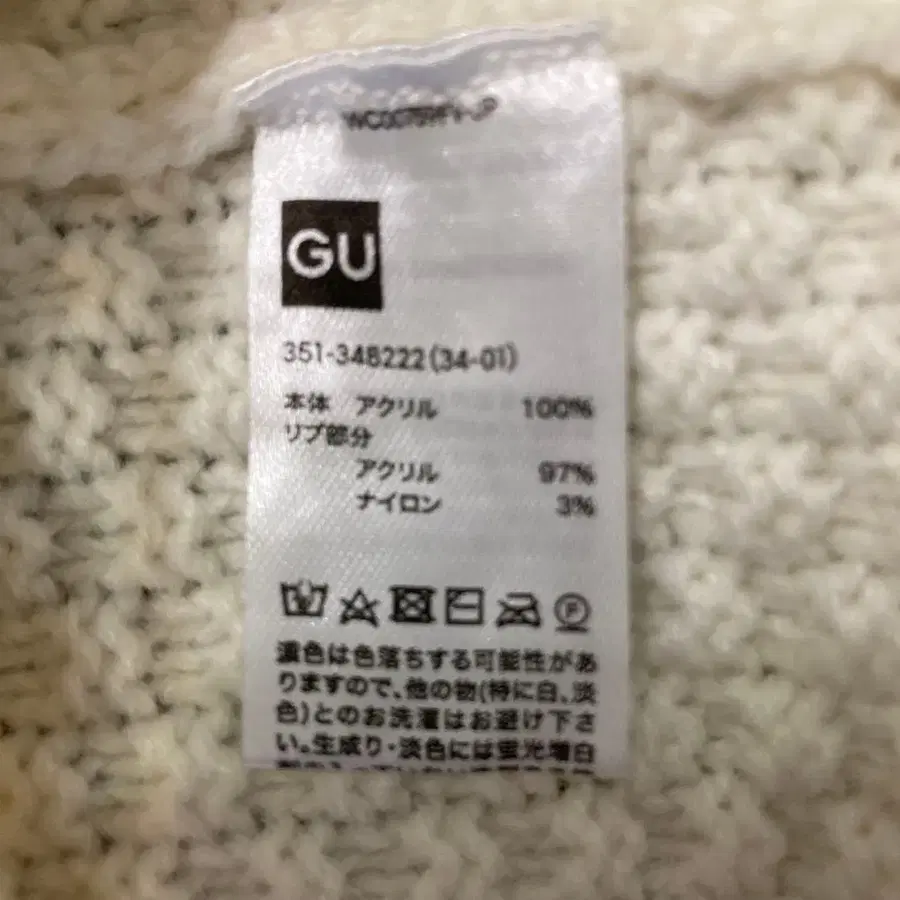 GU
351-348222(34-01)
本体 アクリル 100%
リブ部分
アクリル 97%
ナイロン 3%
F
濃色は色落ちする可能性があ
りますので、他の物(特に白、淡
色)とのお洗濯はお避け下さ
い。生成り・淡色には蛍光増白